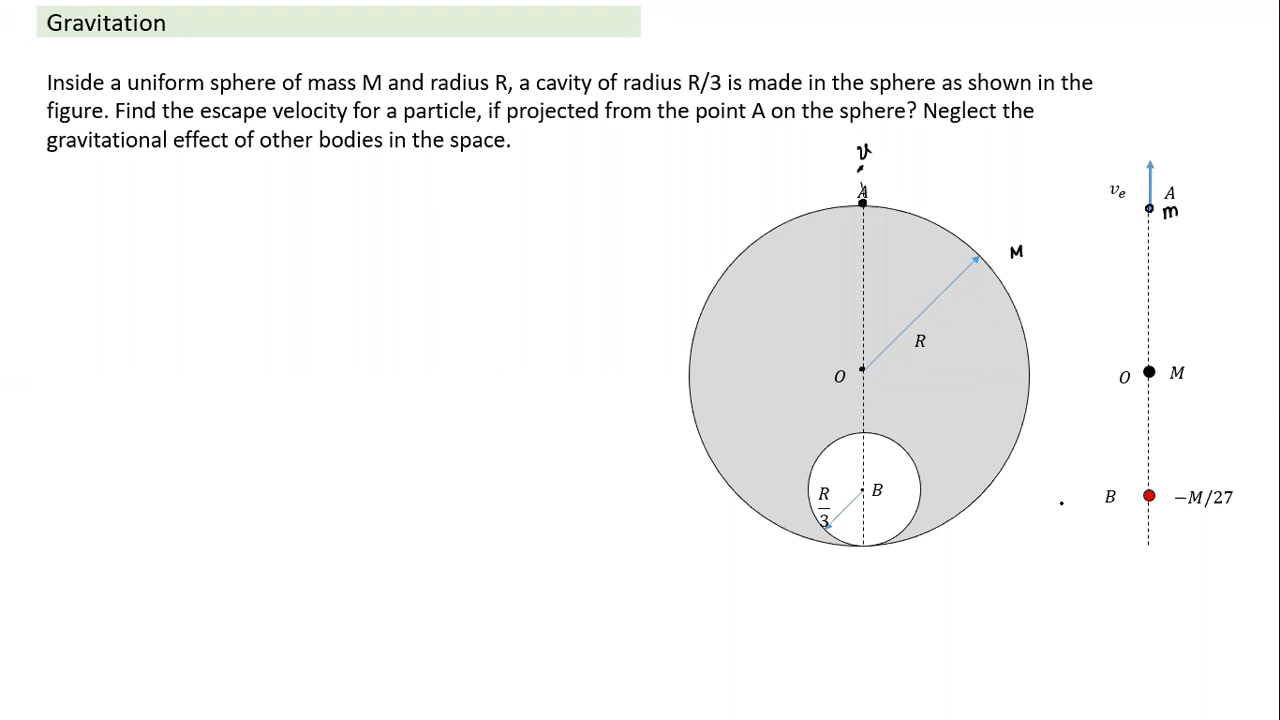 Gravitation
Inside a uniform sphere of mass M and radius R, a cavity of radius R/3 is made in the sphere as shown in the
figure. Find the escape velocity for a particle, if projected from the point A on the sphere? Neglect the
gravitational effect of other bodies in the space.
v
A
M
R
O
B
R
3
v_e
A
m
O
M
B
−M/27